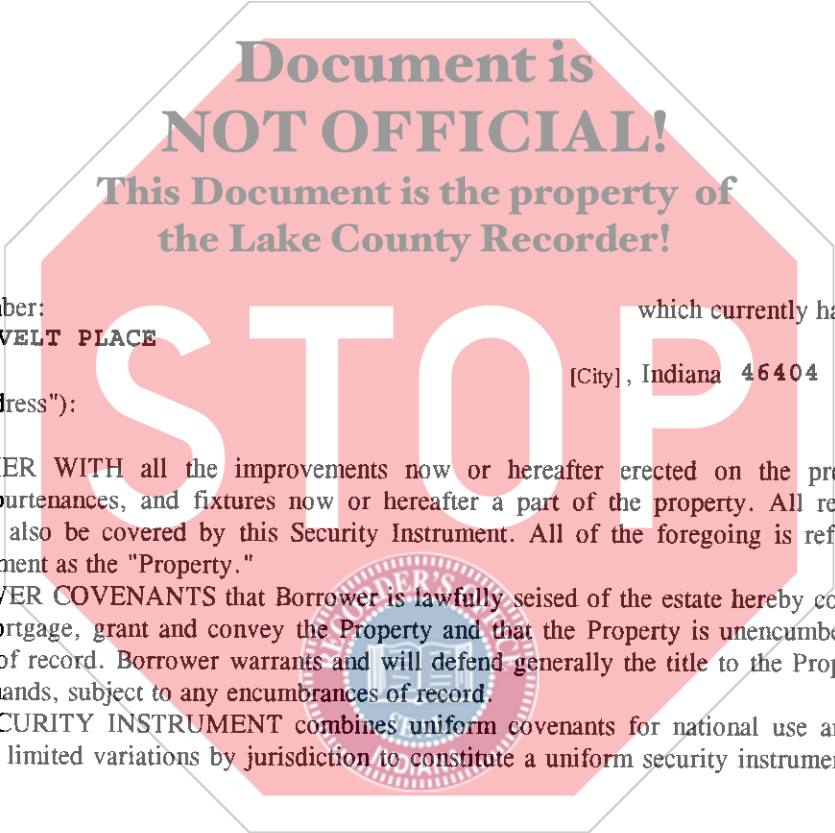 Document is
NOT OFFICIAL!
This Document is the property of
the Lake County Recorder!
ber: which currently ha
VELT PLACE
[City], Indiana 46404
dress"):
STOP
ER WITH all the improvements now or hereafter erected on the pre
purtenances, and fixtures now or hereafter a part of the property. All re
also be covered by this Security Instrument. All of the foregoing is ref
ment as the "Property."
VER COVENANTS that Borrower is lawfully seised of the estate hereby co
ortgage, grant and convey the Property and that the Property is unencumbe
of record. Borrower warrants and will defend generally the title to the Prop
ands, subject to any encumbrances of record.
CURITY INSTRUMENT combines uniform covenants for national use a
limited variations by jurisdiction to constitute a uniform security instrume
INDIANA